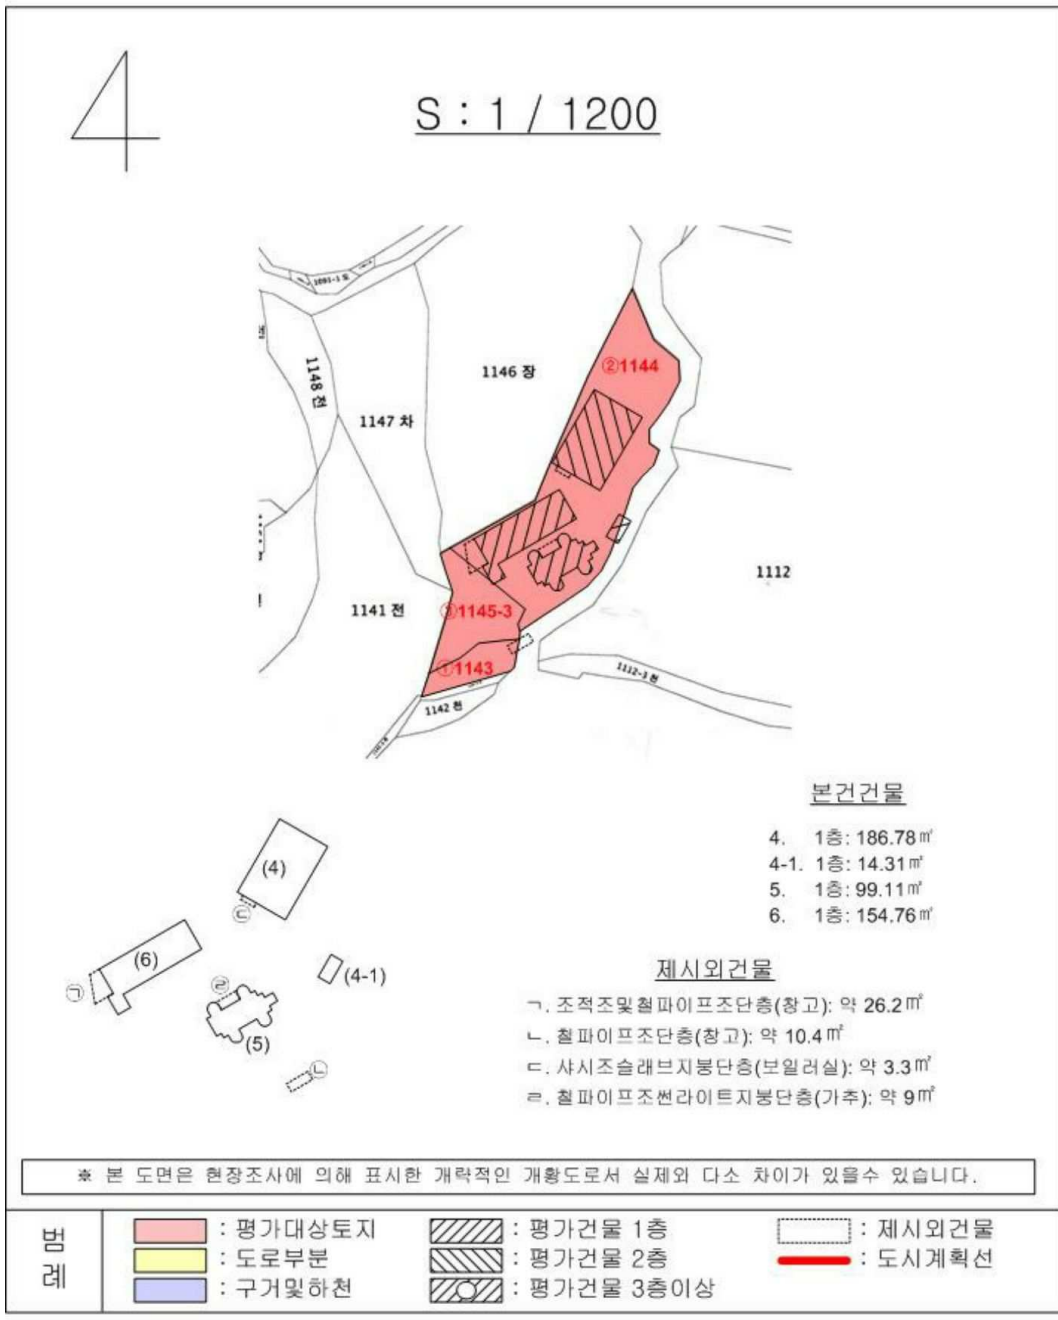 S : 1 / 1200
1091-1 도
②1144
1146 장
1148 전
1147 차
1112
1141 전
③1145-3
①1143
1112-1 천
1142 천
본건건물
4. 1층: 186.78㎡
4-1. 1층: 14.31㎡
5. 1층: 99.11㎡
6. 1층: 154.76㎡
(4)
㉢
(6)
(4-1)
㉠
㉣
(5)
㉡
제시외건물
ㄱ. 조적조및철파이프조단층(창고): 약 26.2㎡
ㄴ. 철파이프조단층(창고): 약 10.4㎡
ㄷ. 샤시조슬래브지붕단층(보일러실): 약 3.3㎡
ㄹ. 철파이프조썬라이트지붕단층(가추): 약 9㎡
※ 본 도면은 현장조사에 의해 표시한 개략적인 개황도로서 실제와 다소 차이가 있을수 있습니다.
범례
: 평가대상토지
: 평가건물 1층
: 제시외건물
: 도로부분
: 평가건물 2층
: 도시계획선
: 구거및하천
: 평가건물 3층이상